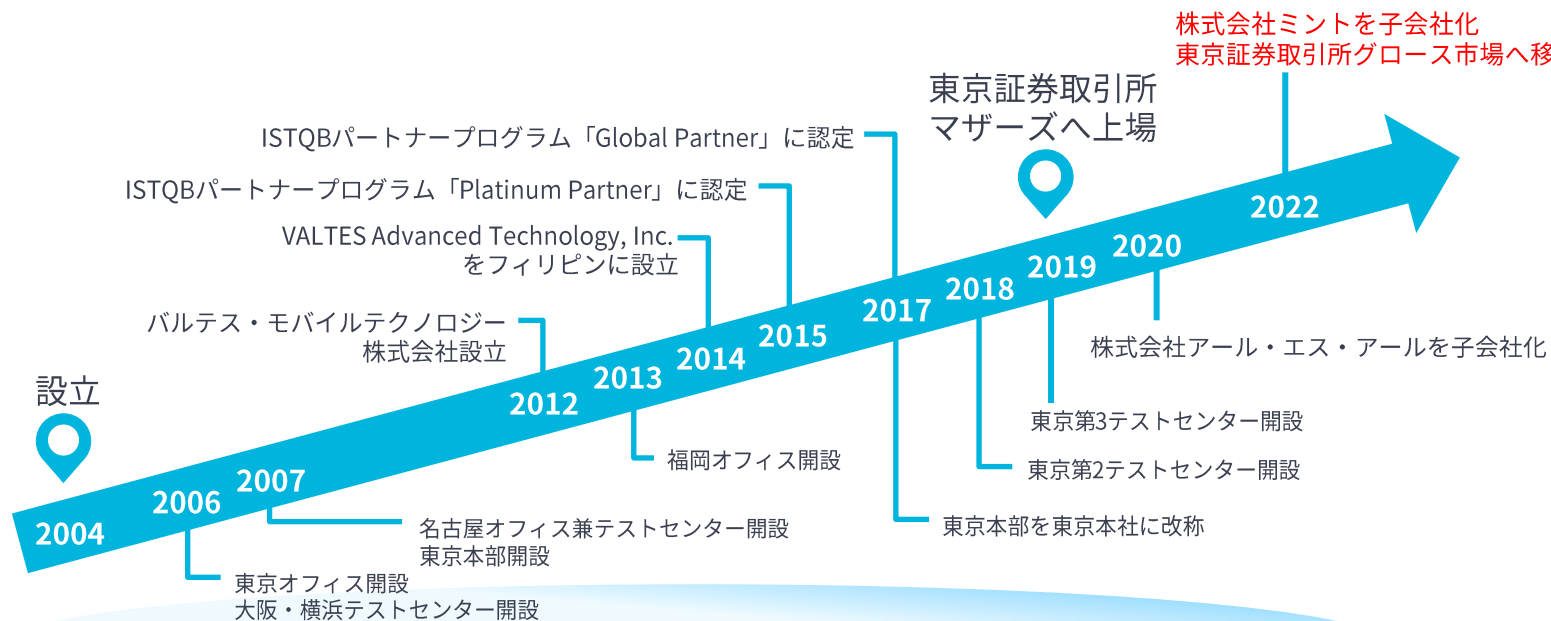 株式会社ミントを子会社化
東京証券取引所グロース市場へ移
東京証券取引所
マザーズへ上場
ISTQBパートナープログラム「Global Partner」に認定
ISTQBパートナープログラム「Platinum Partner」に認定
VALTES Advanced Technology, Inc.
をフィリピンに設立
バルテス・モバイルテクノロジー
株式会社設立
設立
2004
2006
2007
2012
2013
2014
2015
2017
2018
2019
2020
2022
株式会社アール・エス・アールを子会社化
東京第3テストセンター開設
東京第2テストセンター開設
東京本部を東京本社に改称
福岡オフィス開設
名古屋オフィス兼テストセンター開設
東京本部開設
東京オフィス開設
大阪・横浜テストセンター開設